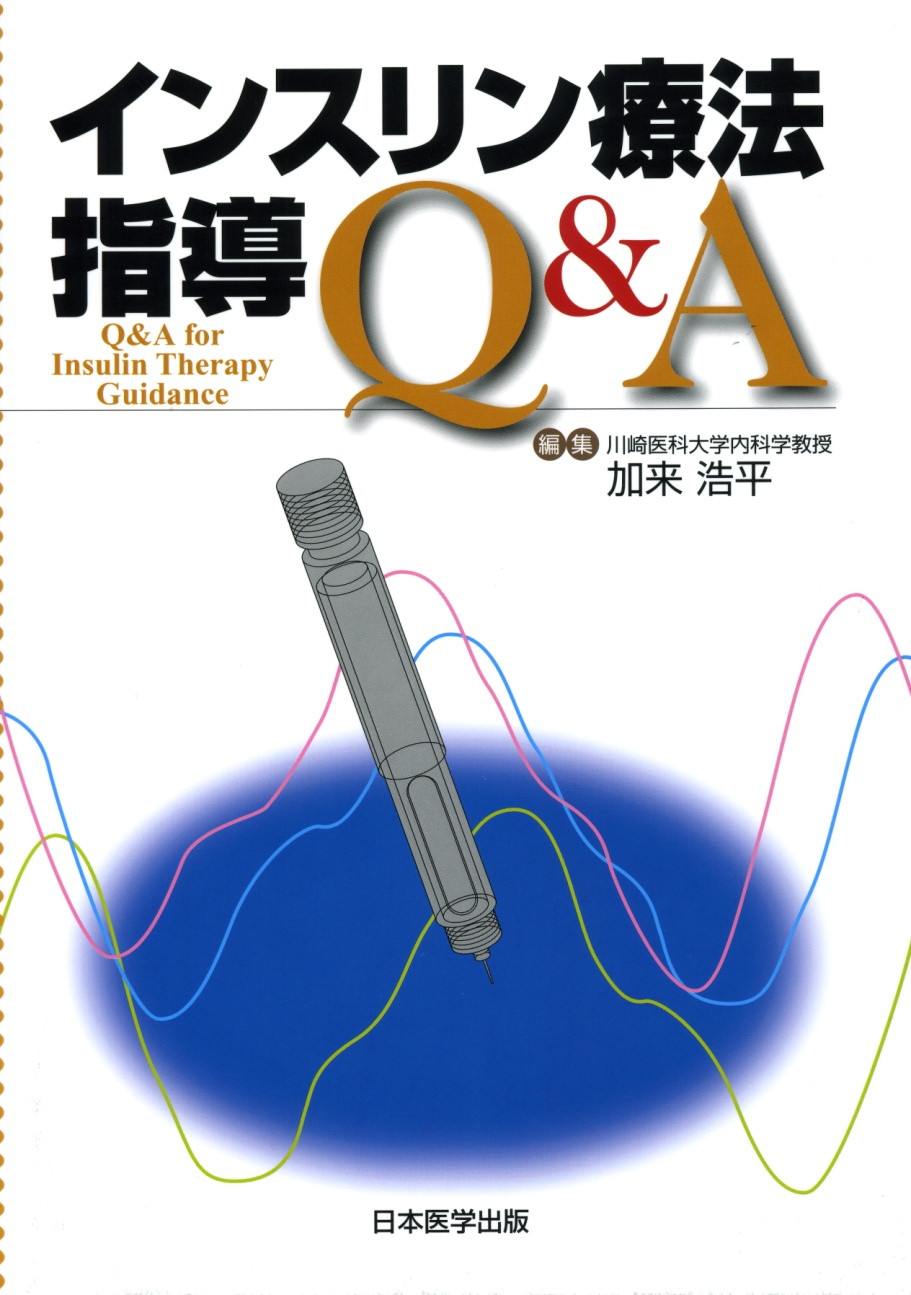 インスリン療法
指導Q&A
Q&A for
Insulin Therapy
Guidance
編集 川崎医科大学内科学教授
加来 浩平
日本医学出版